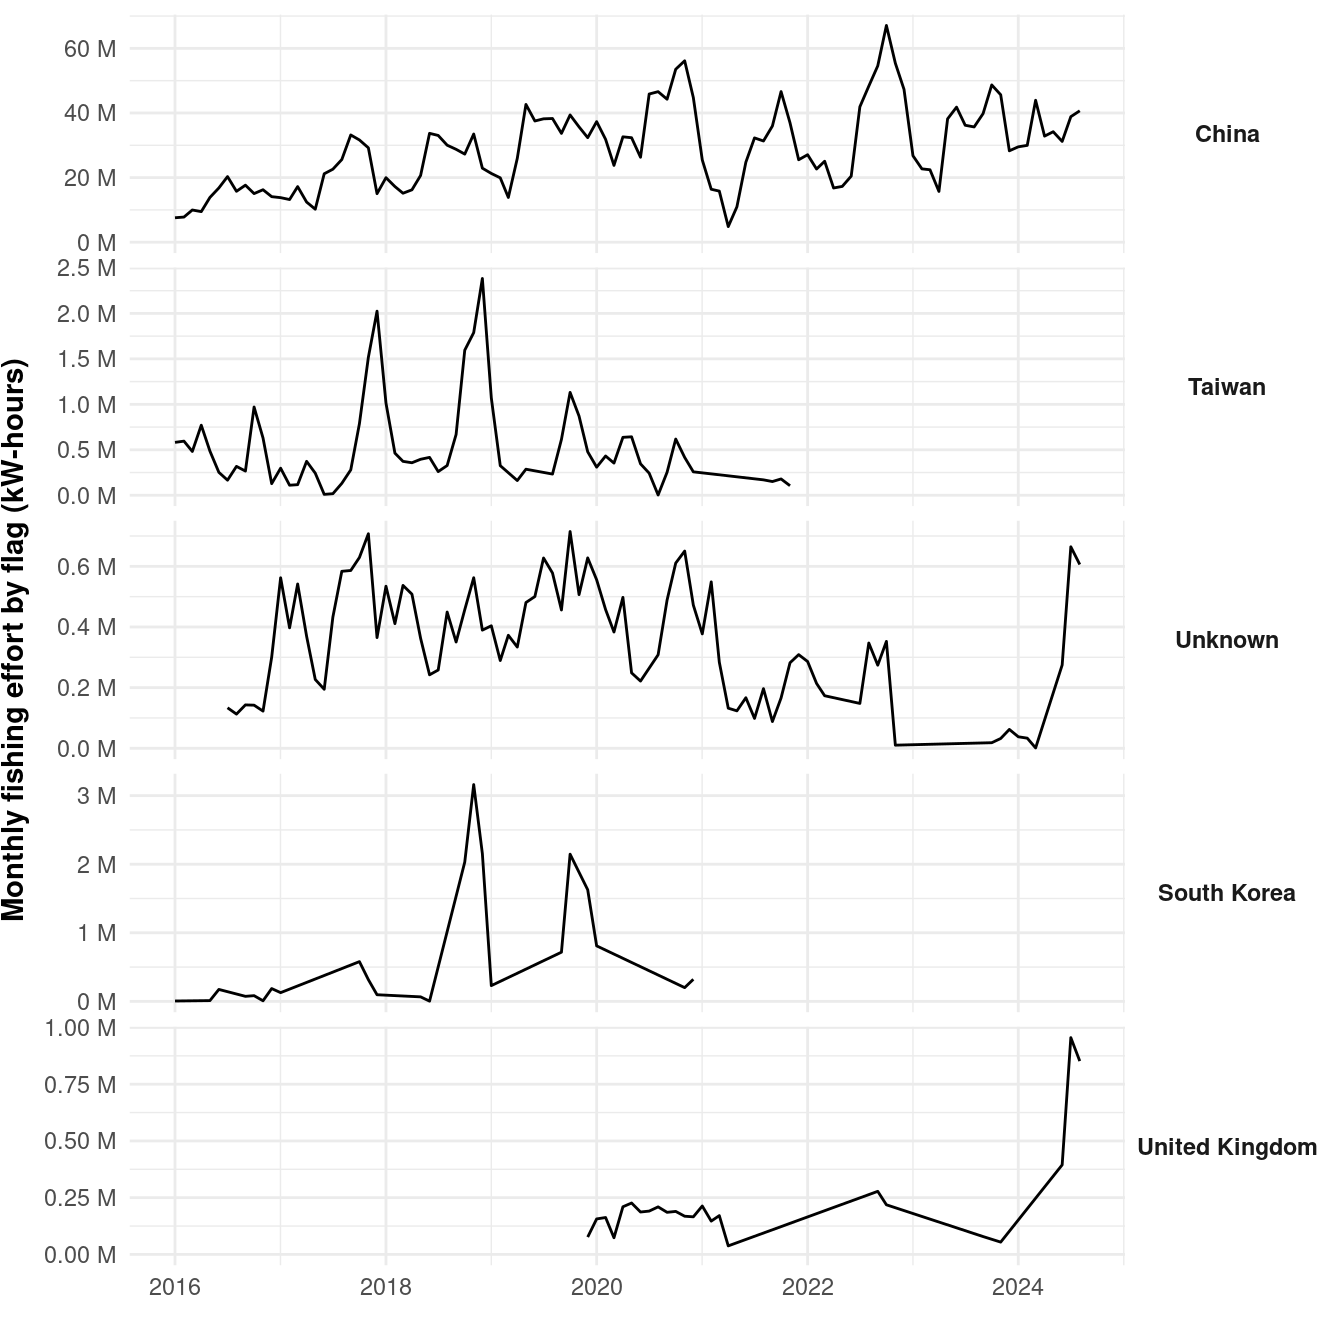 Monthly fishing effort by flag (kW-hours)
60 M
40 M
20 M
0 M
China
2.5 M
2.0 M
1.5 M
1.0 M
0.5 M
0.0 M
Taiwan
0.6 M
0.4 M
0.2 M
0.0 M
Unknown
3 M
2 M
1 M
0 M
South Korea
1.00 M
0.75 M
0.50 M
0.25 M
0.00 M
United Kingdom
2016 2018 2020 2022 2024